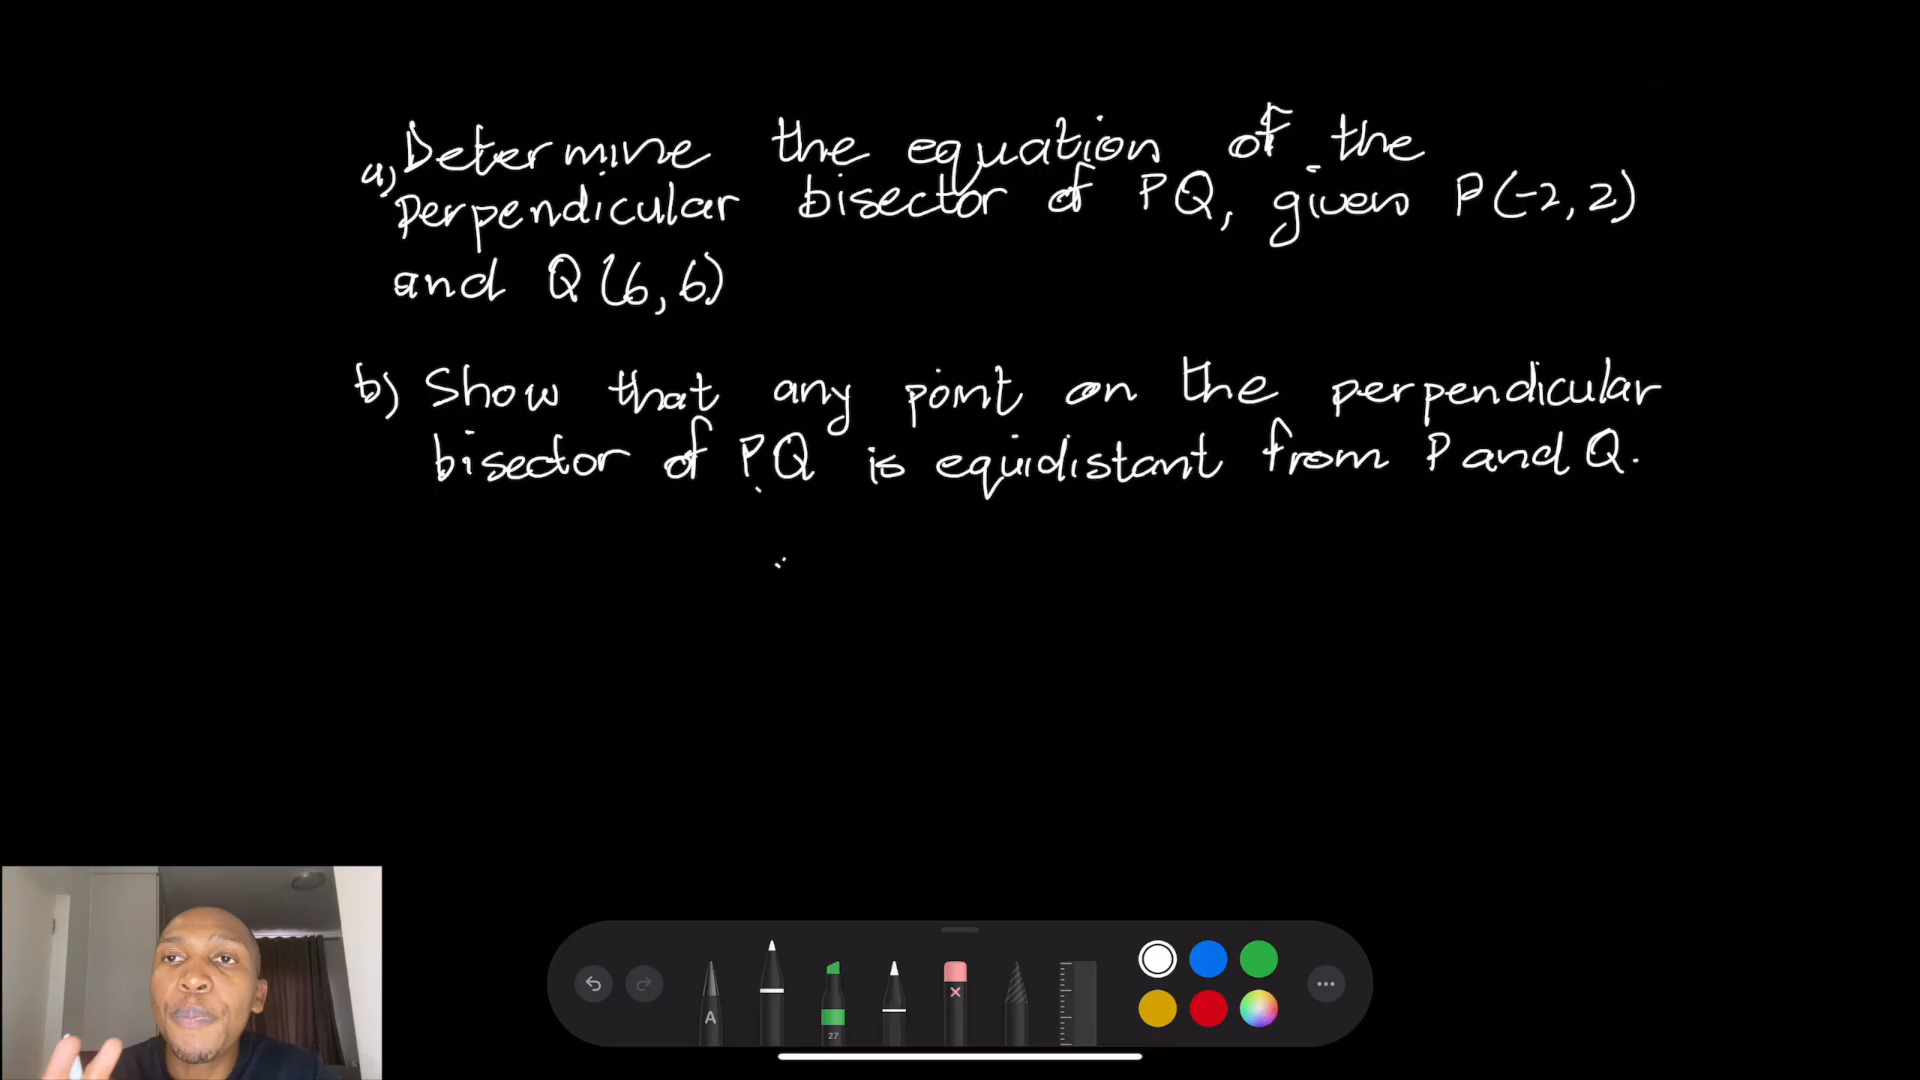 a) Determine the equation of the
perpendicular bisector of PQ, given P(-2, 2)
and Q (6, 6)
b) Show that any point on the perpendicular
bisector of PQ is equidistant from P and Q.
A
27